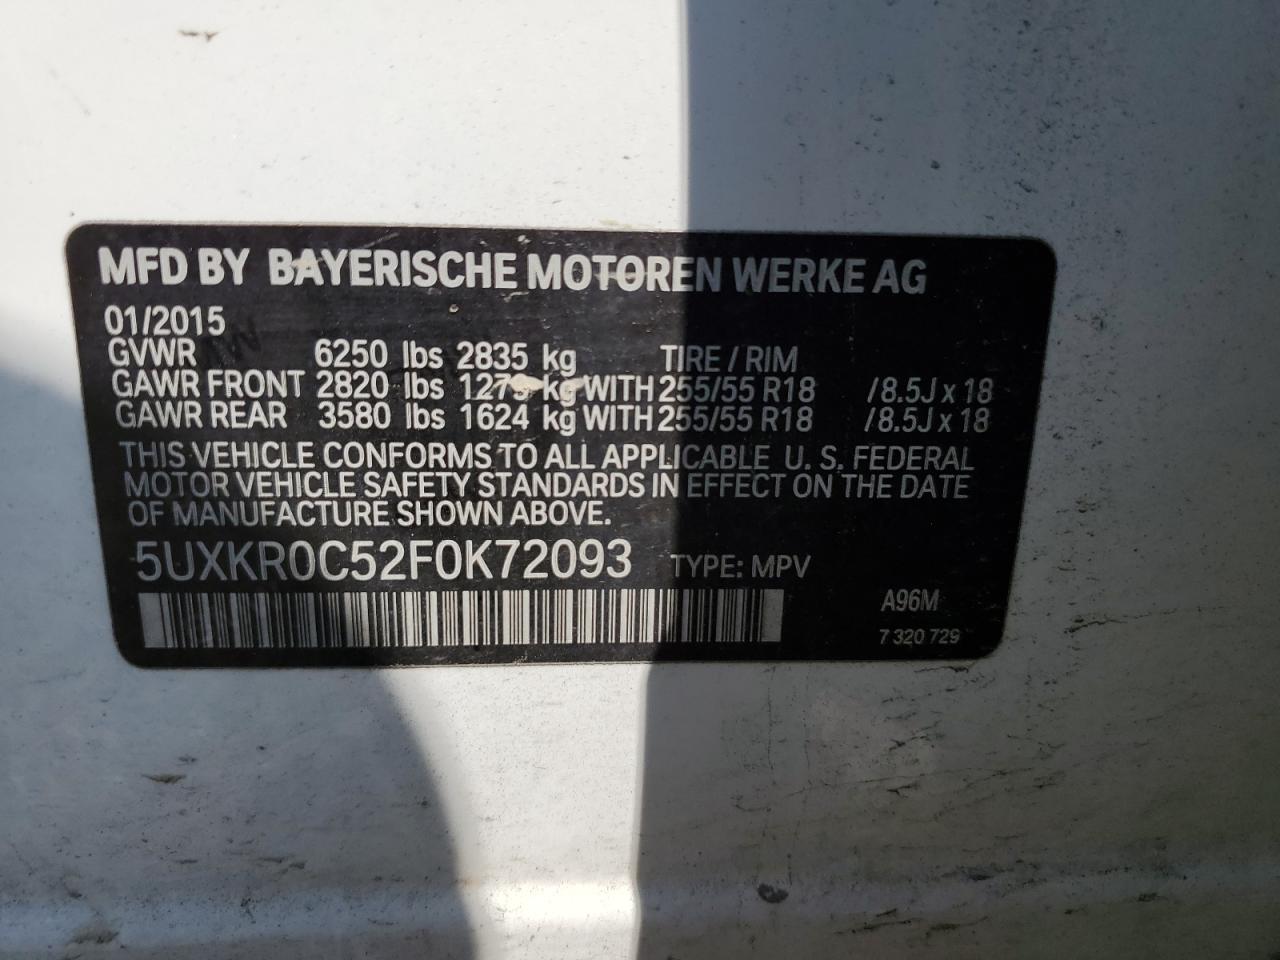 MFD BY BAYERISCHE MOTOREN WERKE AG
01/2015
GVWR 6250 lbs 2835 kg TIRE / RIM
GAWR FRONT 2820 lbs 1279 kg WITH 255/55 R18 /8.5J x 18
GAWR REAR 3580 lbs 1624 kg WITH 255/55 R18 /8.5J x 18
THIS VEHICLE CONFORMS TO ALL APPLICABLE U. S. FEDERAL
MOTOR VEHICLE SAFETY STANDARDS IN EFFECT ON THE DATE
OF MANUFACTURE SHOWN ABOVE.
5UXKR0C52F0K72093 TYPE: MPV
A96M
7 320 729